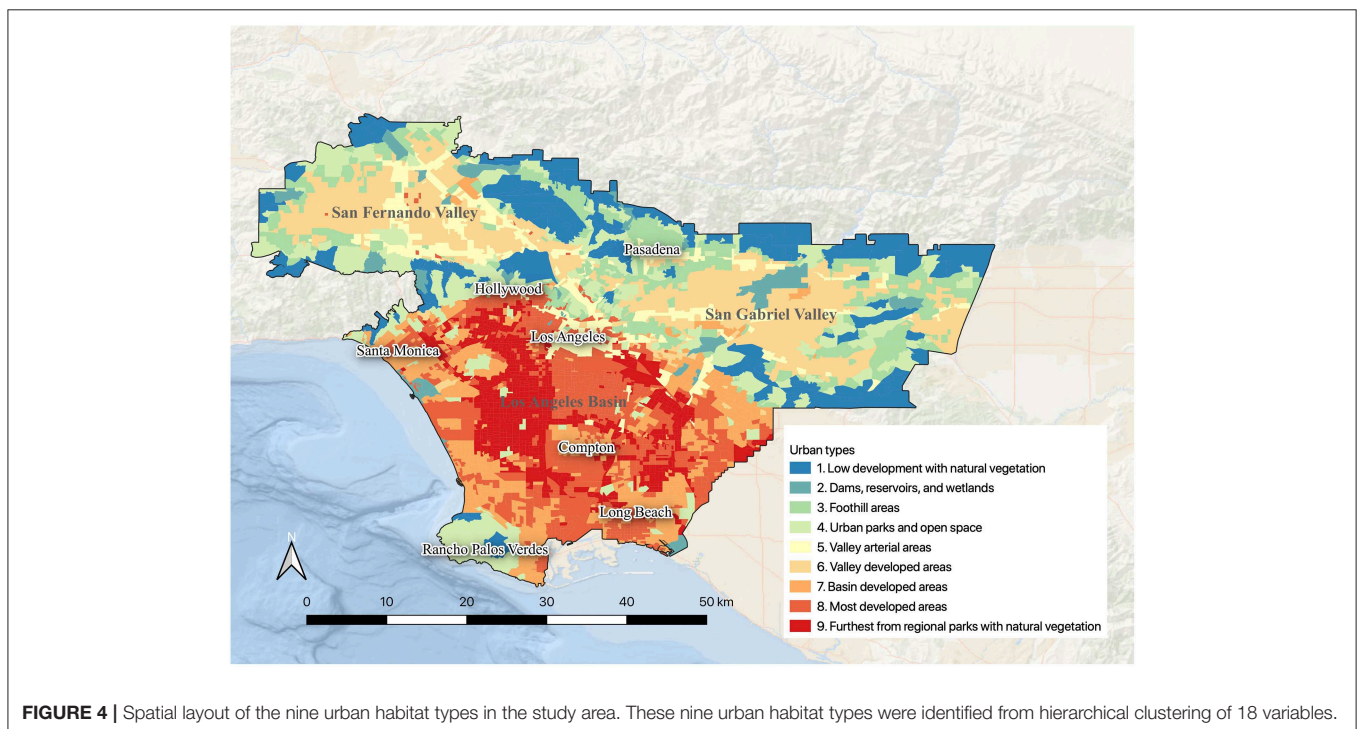 San Fernando Valley
Pasadena
Hollywood
San Gabriel Valley
Los Angeles
Santa Monica
Los Angeles Basin
Compton
Long Beach
Rancho Palos Verdes
N
0 10 20 30 40 50 km
Urban types
1. Low development with natural vegetation
2. Dams, reservoirs, and wetlands
3. Foothill areas
4. Urban parks and open space
5. Valley arterial areas
6. Valley developed areas
7. Basin developed areas
8. Most developed areas
9. Furthest from regional parks with natural vegetation
FIGURE 4 | Spatial layout of the nine urban habitat types in the study area. These nine urban habitat types were identified from hierarchical clustering of 18 variables.